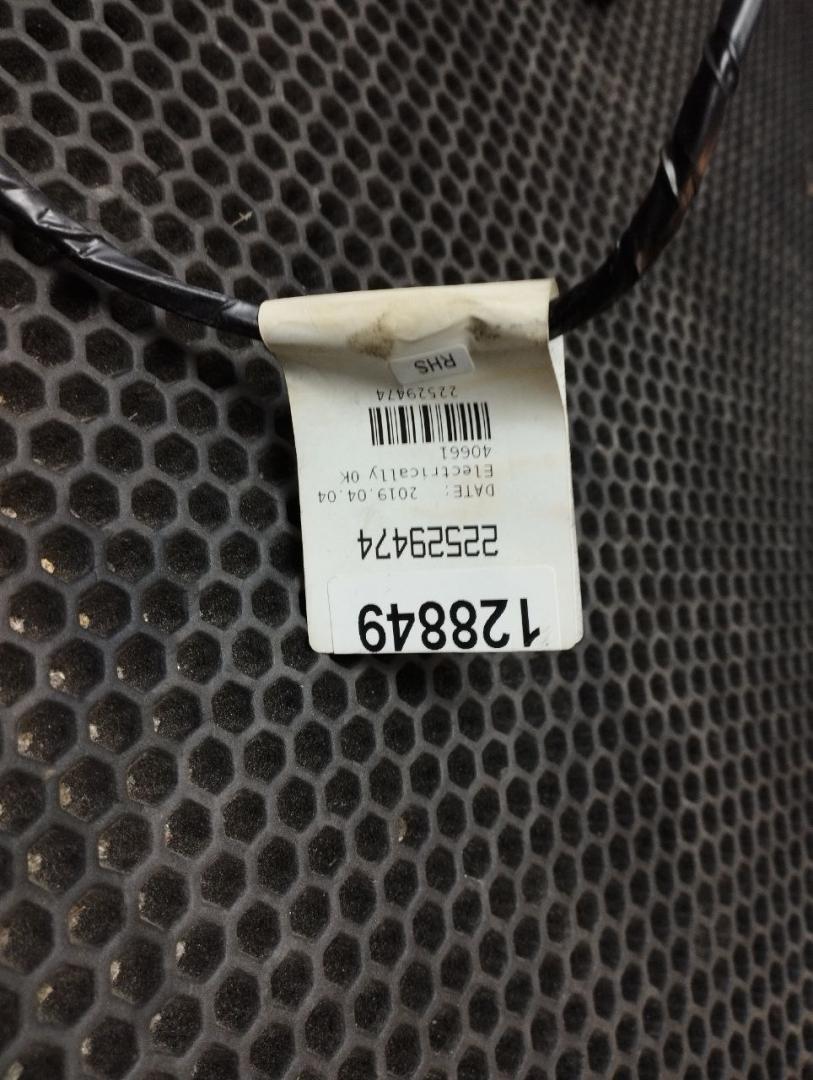 128849
22529474
DATE: 2019.04.04
Electrically OK
40661
22529474
RHS